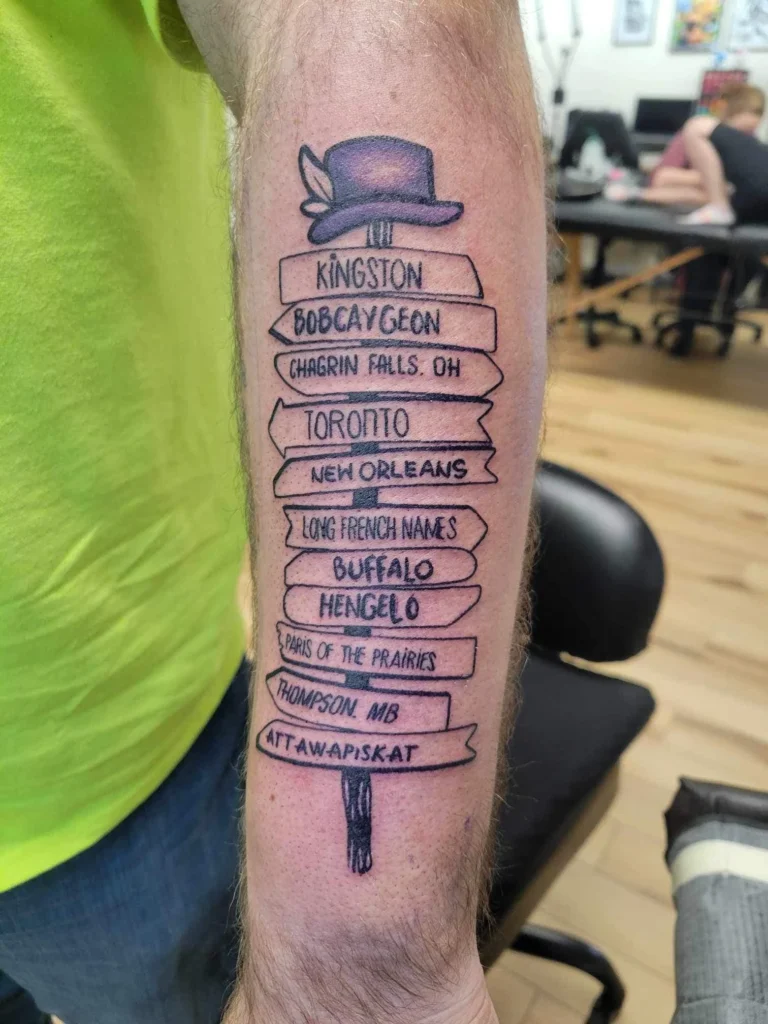 KINGSTON
BOBCAYGEON
CHAGRIN FALLS. OH
TORONTO
NEW ORLEANS
LONG FRENCH NAMES
BUFFALO
HENGELO
PARIS OF THE PRAIRIES
THOMPSON. MB
ATTAWAPISKAT